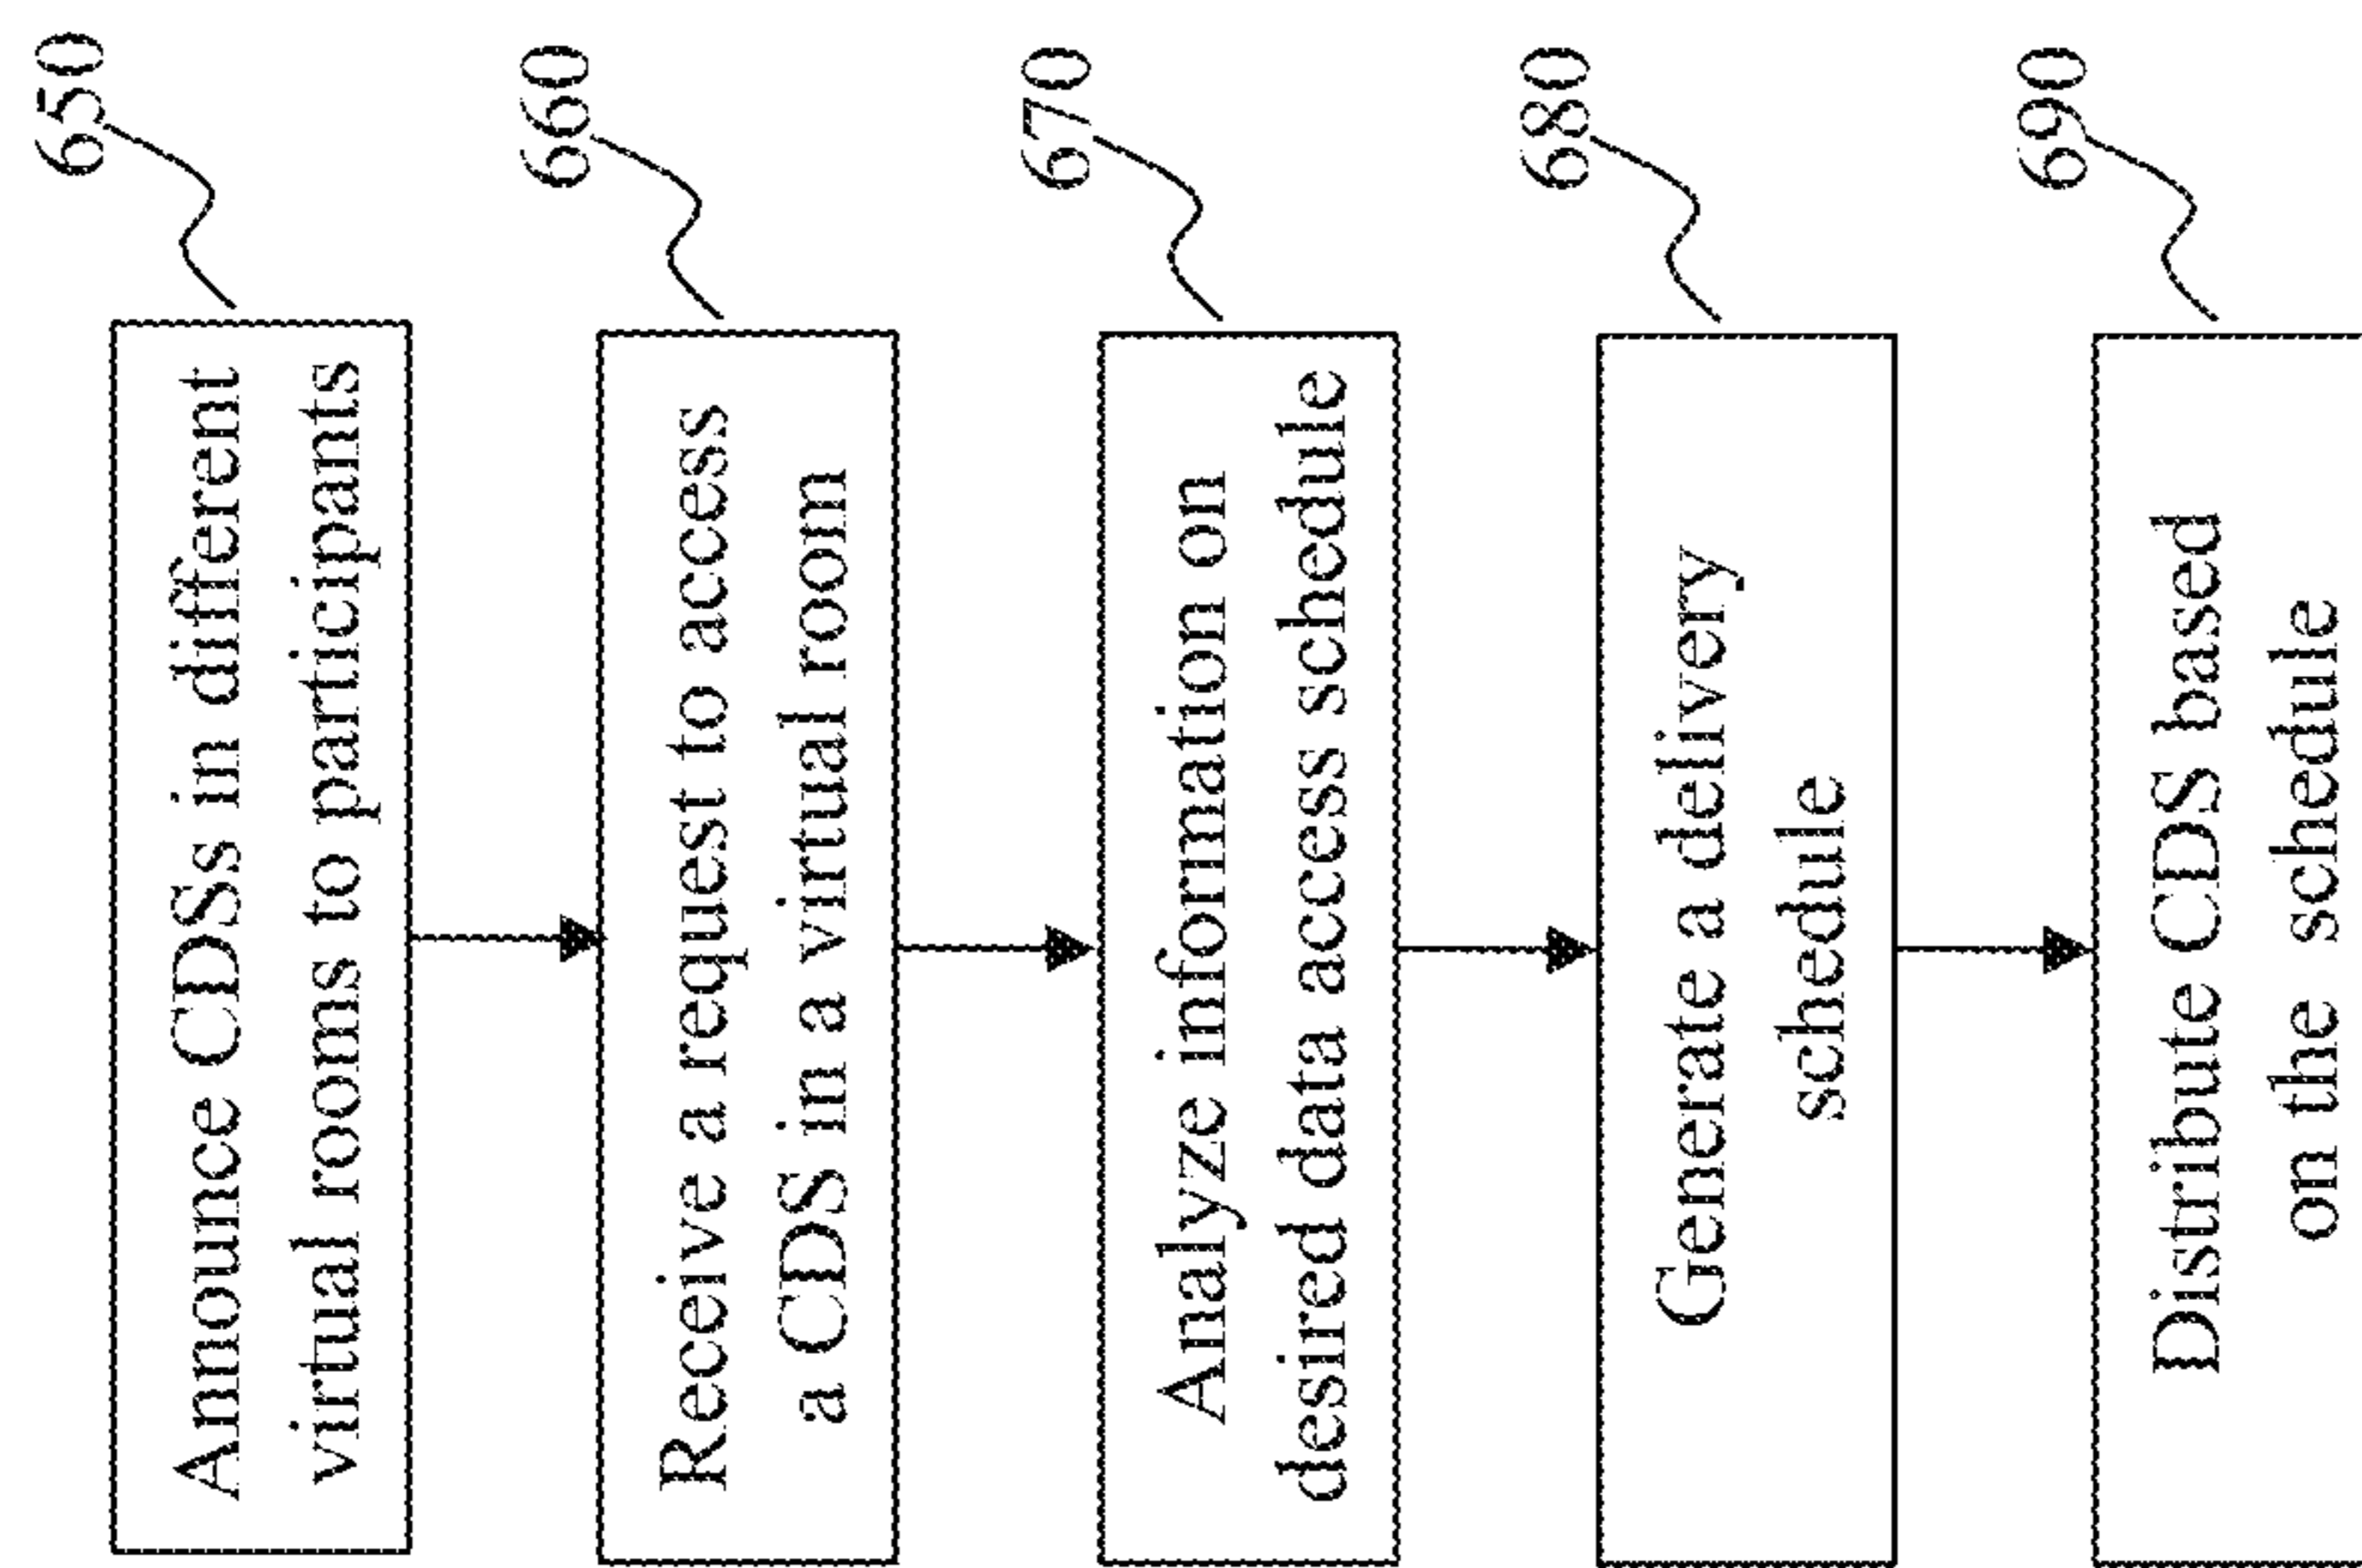 650
Announce CDSs in different
virtual rooms to participants
660
Receive a request to access
a CDS in a virtual room
670
Analyze information on
desired data access schedule
680
Generate a delivery
schedule
690
Distribute CDS based
on the schedule